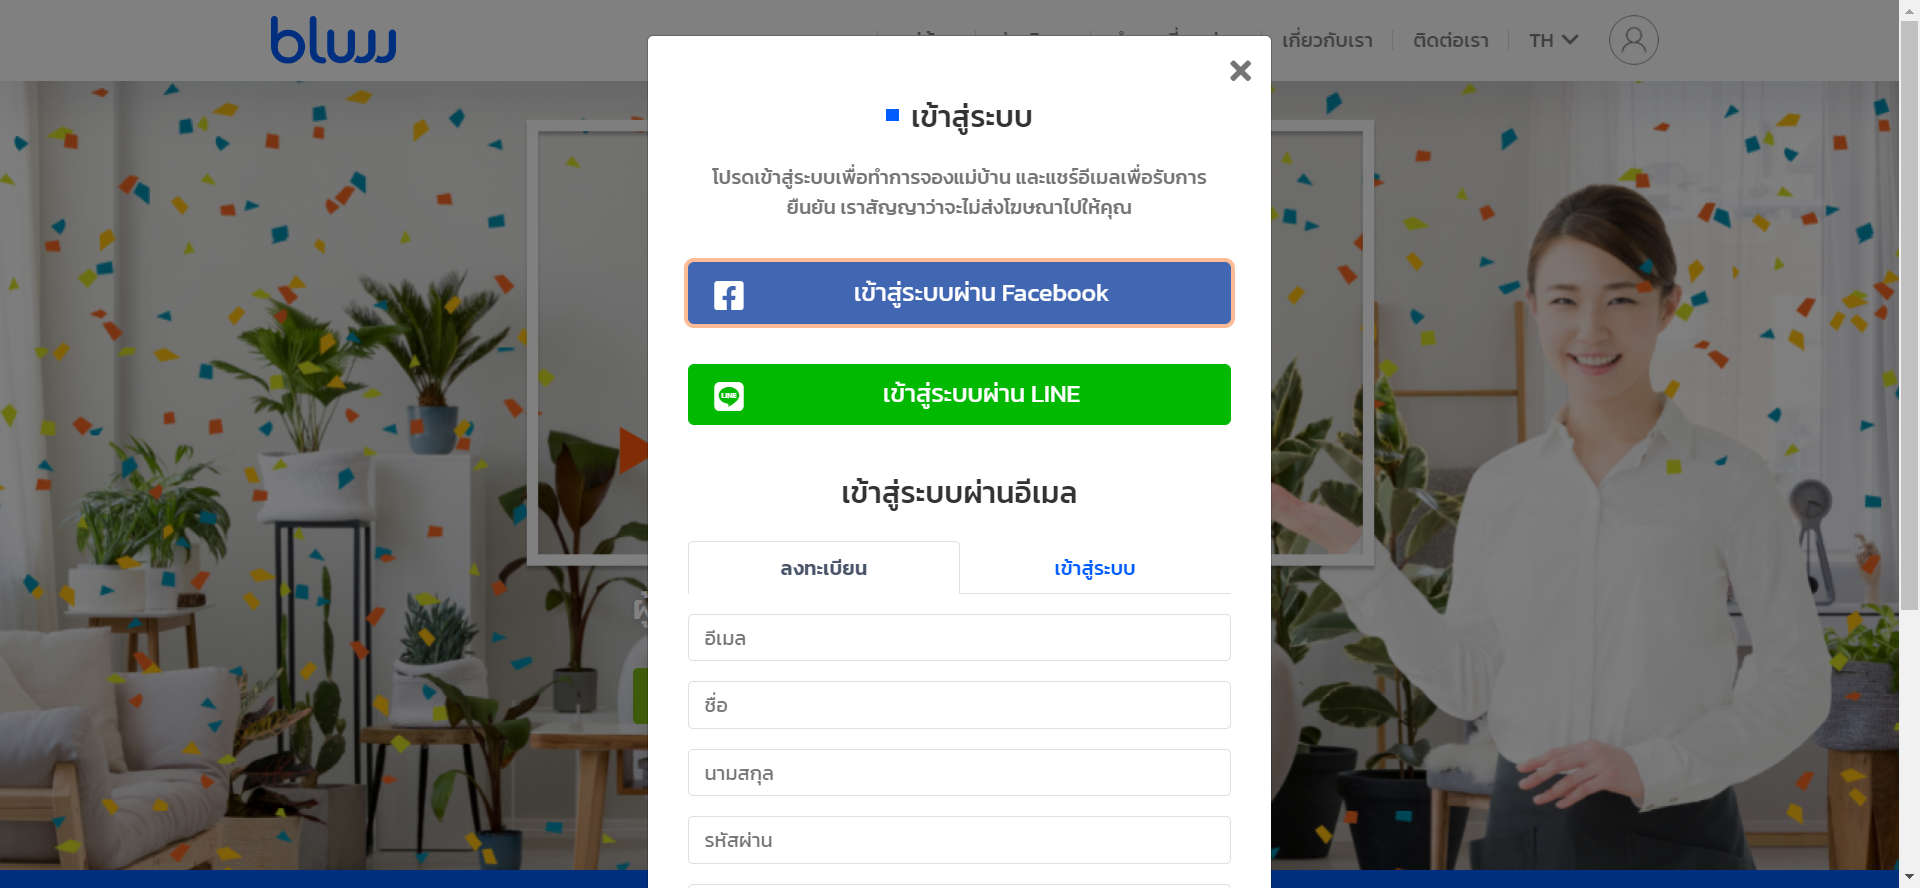 bluuu
เกี่ยวกับเรา
ติดต่อเรา
TH
เข้าสู่ระบบ
โปรดเข้าสู่ระบบเพื่อทำการจองแม่บ้าน และแชร์อีเมลเพื่อรับการ
ยืนยัน เราสัญญาว่าจะไม่ส่งโฆษณาไปให้คุณ
เข้าสู่ระบบผ่าน Facebook
LINE
เข้าสู่ระบบผ่าน LINE
เข้าสู่ระบบผ่านอีเมล
ลงทะเบียน
เข้าสู่ระบบ
อีเมล
ชื่อ
นามสกุล
รหัสผ่าน